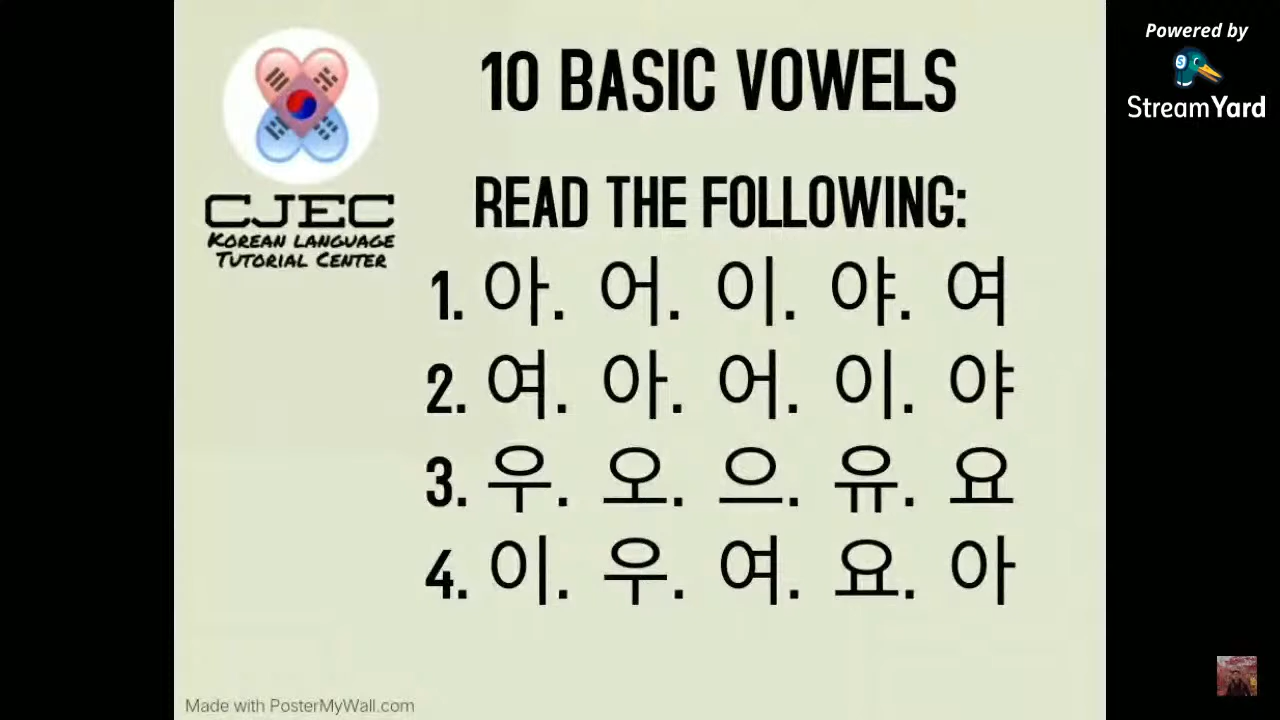 10 BASIC VOWELS
Powered by
StreamYard
READ THE FOLLOWING:
CJEC
KOREAN LANGUAGE
TUTORIAL CENTER
1. 아. 어. 이. 야. 여
2. 여. 아. 어. 이. 야
3. 우. 오. 으. 유. 요
4. 이. 우. 여. 요. 아
Made with PosterMyWall.com